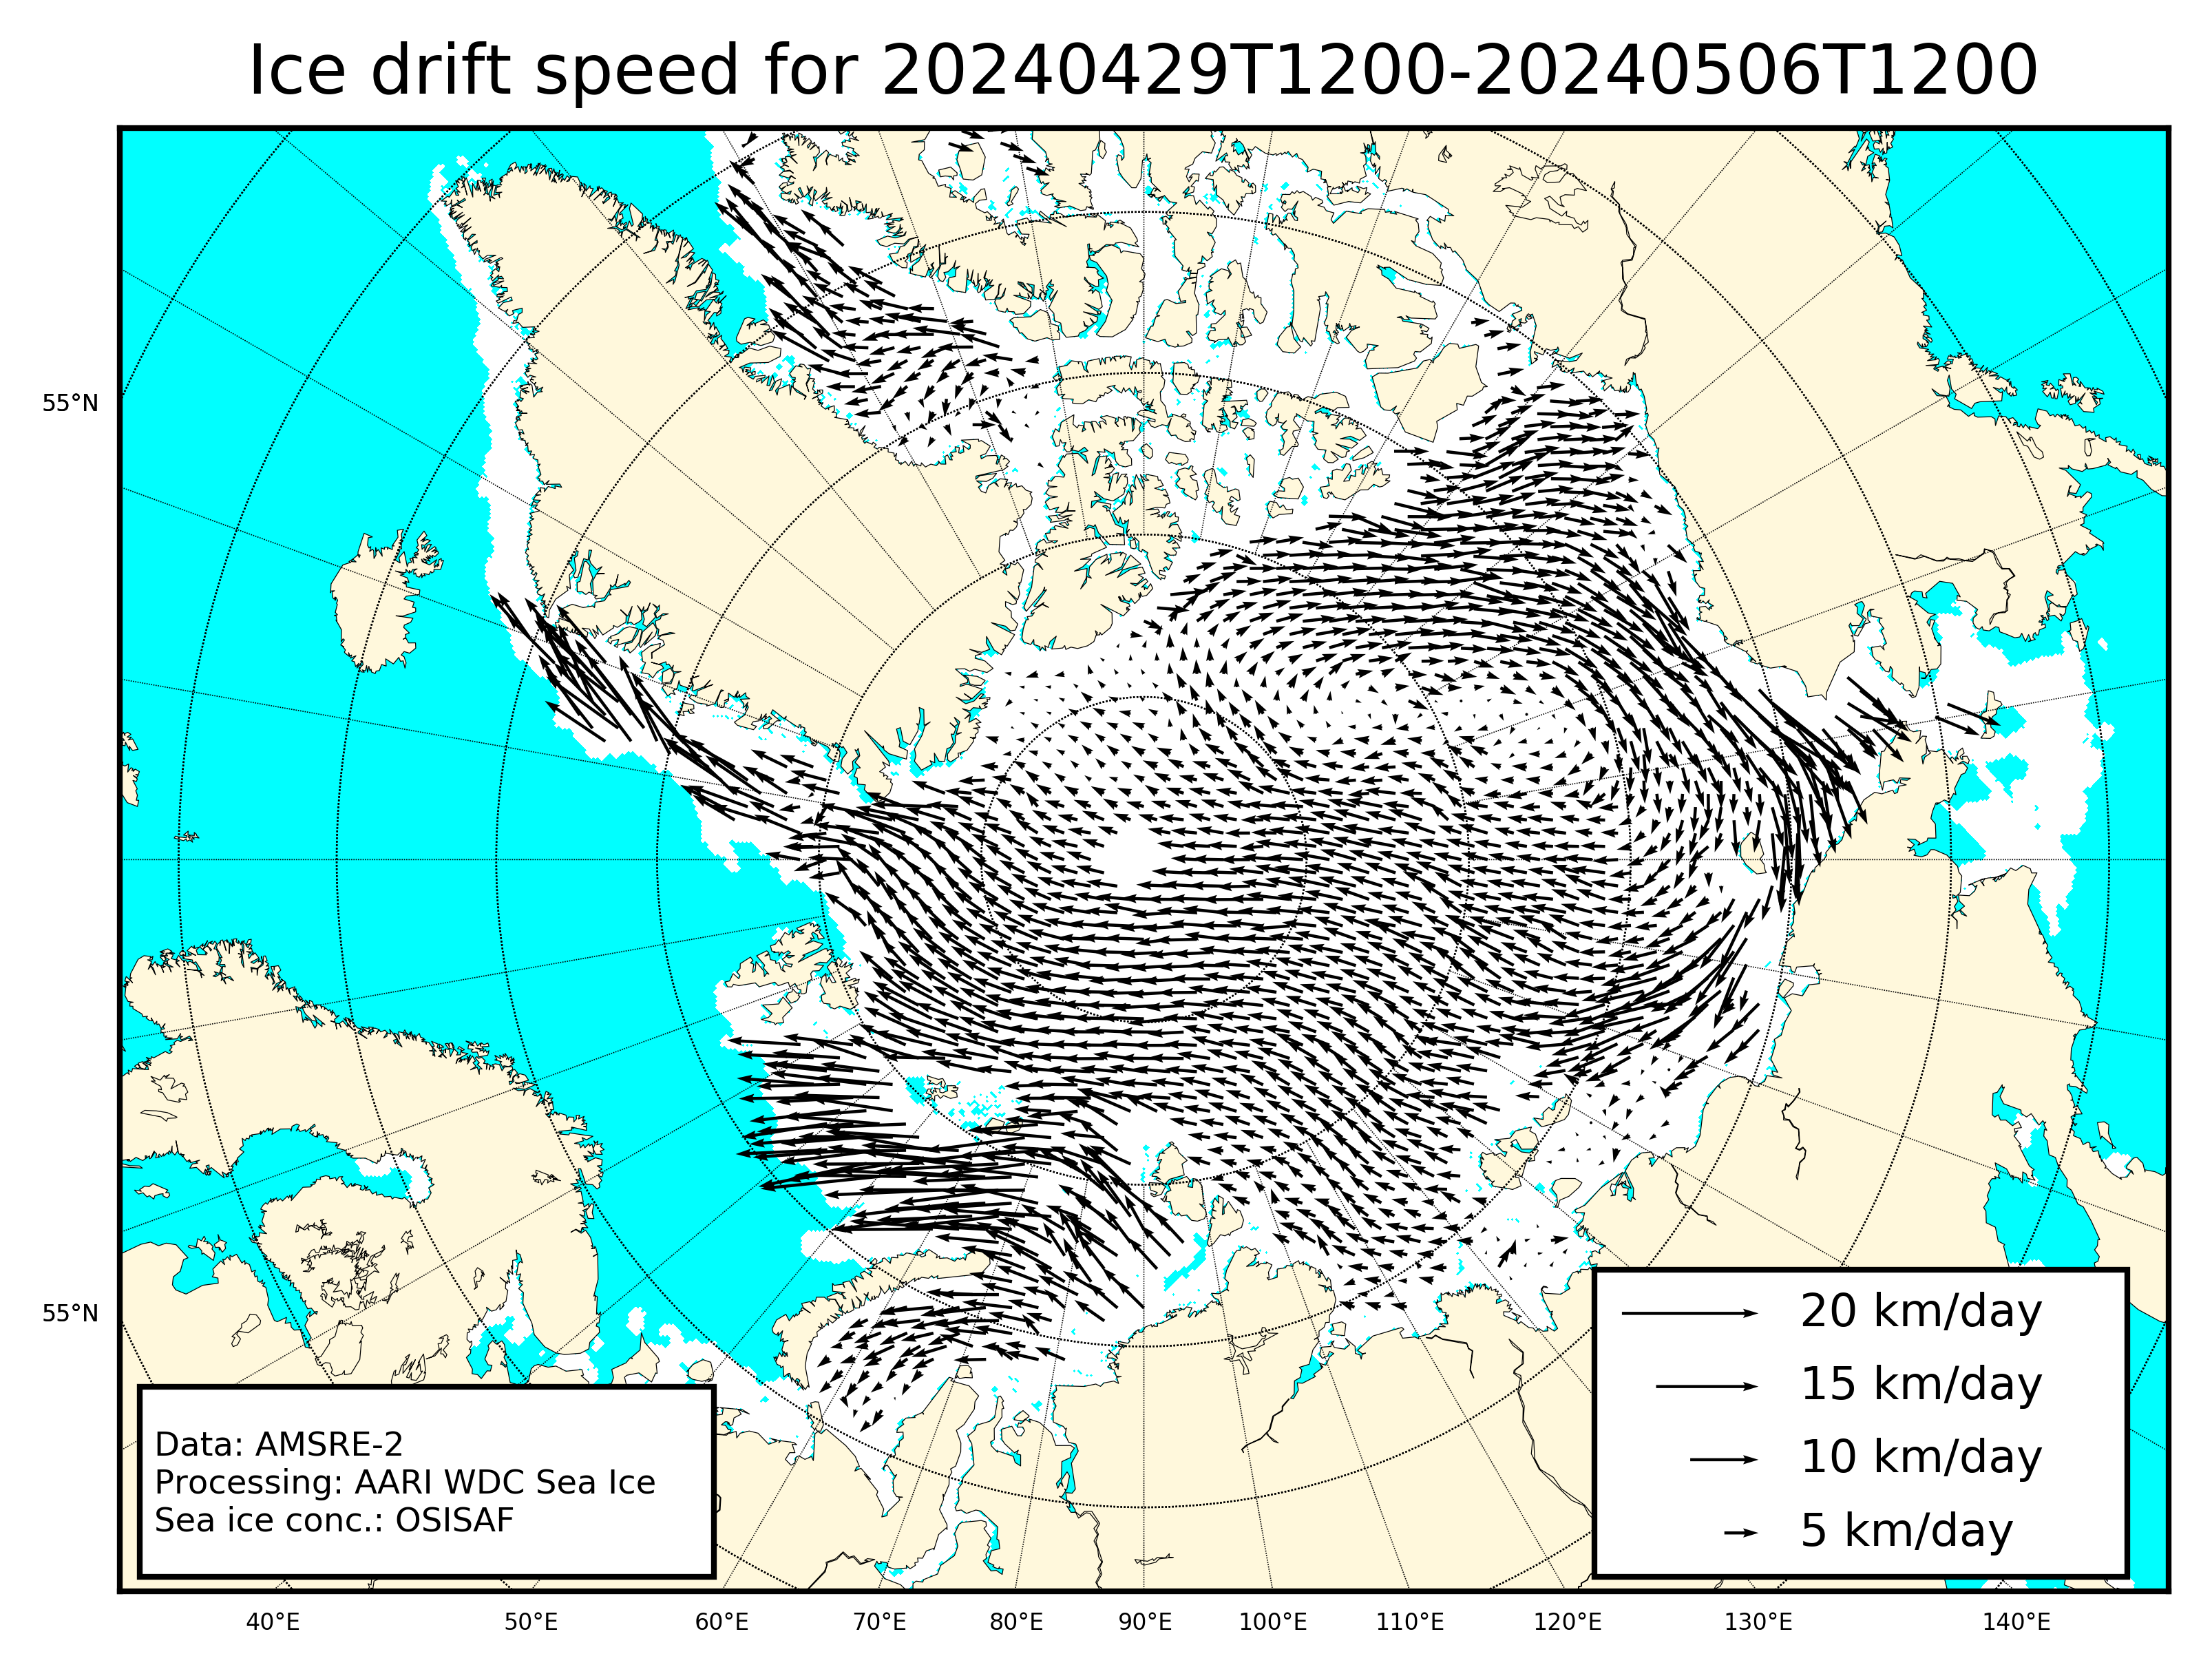 Ice drift speed for 20240429T1200-20240506T1200
55°N
55°N
20 km/day
15 km/day
10 km/day
5 km/day
Data: AMSRE-2
Processing: AARI WDC Sea Ice
Sea ice conc.: OSISAF
40°E 50°E 60°E 70°E 80°E 90°E 100°E 110°E 120°E 130°E 140°E